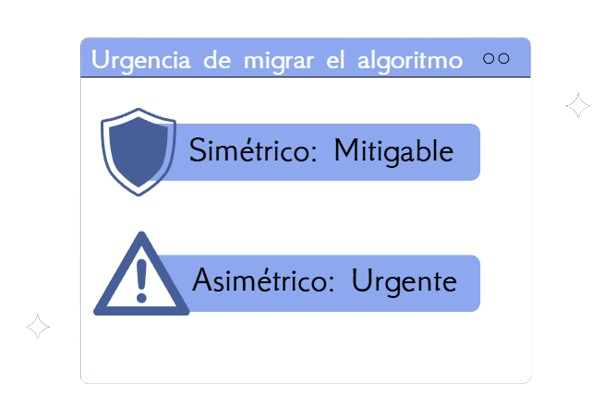 Urgencia de migrar el algoritmo
Simétrico: Mitigable
Asimétrico: Urgente